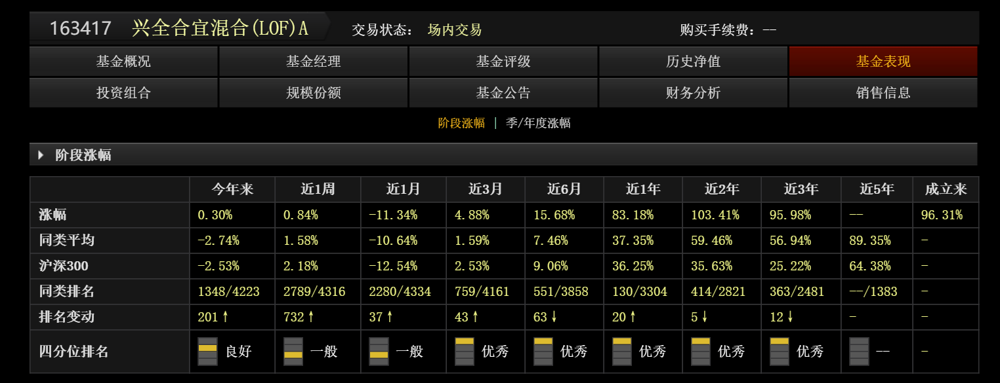 163417 兴全合宜混合(LOF)A 交易状态： 场内交易 购买手续费：--
基金概况 基金经理 基金评级 历史净值 基金表现
投资组合 规模份额 基金公告 财务分析 销售信息
阶段涨幅 | 季/年度涨幅
阶段涨幅
今年来 近1周 近1月 近3月 近6月 近1年 近2年 近3年 近5年 成立来
涨幅 0.30% 0.84% -11.34% 4.88% 15.68% 83.18% 103.41% 95.98% -- 96.31%
同类平均 -2.74% 1.58% -10.64% 1.59% 7.46% 37.35% 59.46% 56.94% 89.35% -
沪深300 -2.53% 2.18% -12.54% 2.53% 9.06% 36.25% 35.63% 25.22% 64.38% -
同类排名 1348/4223 2789/4316 2280/4334 759/4161 551/3858 130/3304 414/2821 363/2481 --/1383 -
排名变动 201↑ 732↑ 37↑ 43↑ 63↓ 20↑ 5↓ 12↓ - -
四分位排名 良好 一般 一般 优秀 优秀 优秀 优秀 优秀 -- -